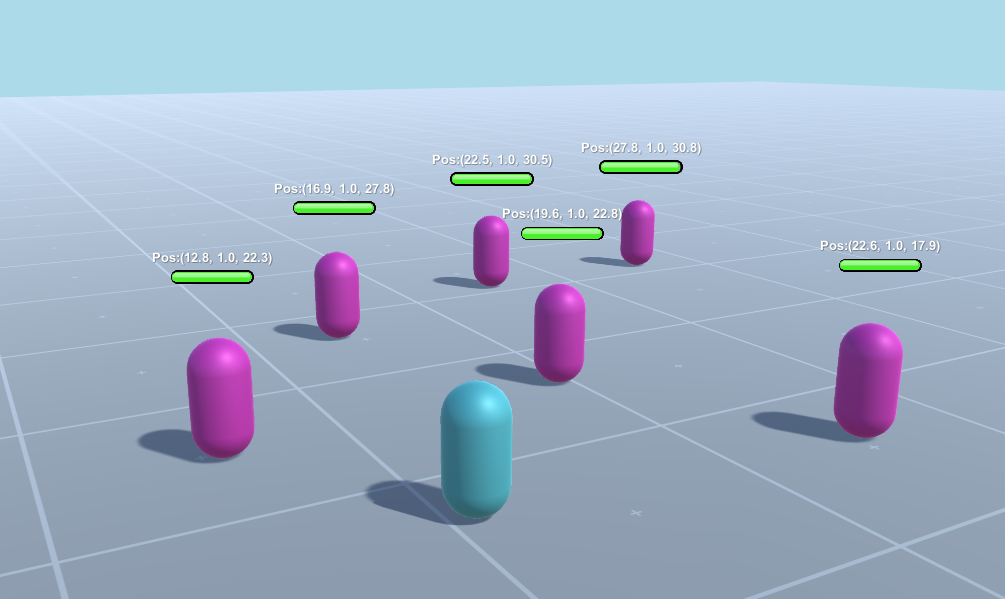 Pos:(27.8, 1.0, 30.8)
Pos:(22.5, 1.0, 30.5)
Pos:(16.9, 1.0, 27.8)
Pos:(19.6, 1.0, 22.8)
Pos:(22.6, 1.0, 17.9)
Pos:(12.8, 1.0, 22.3)